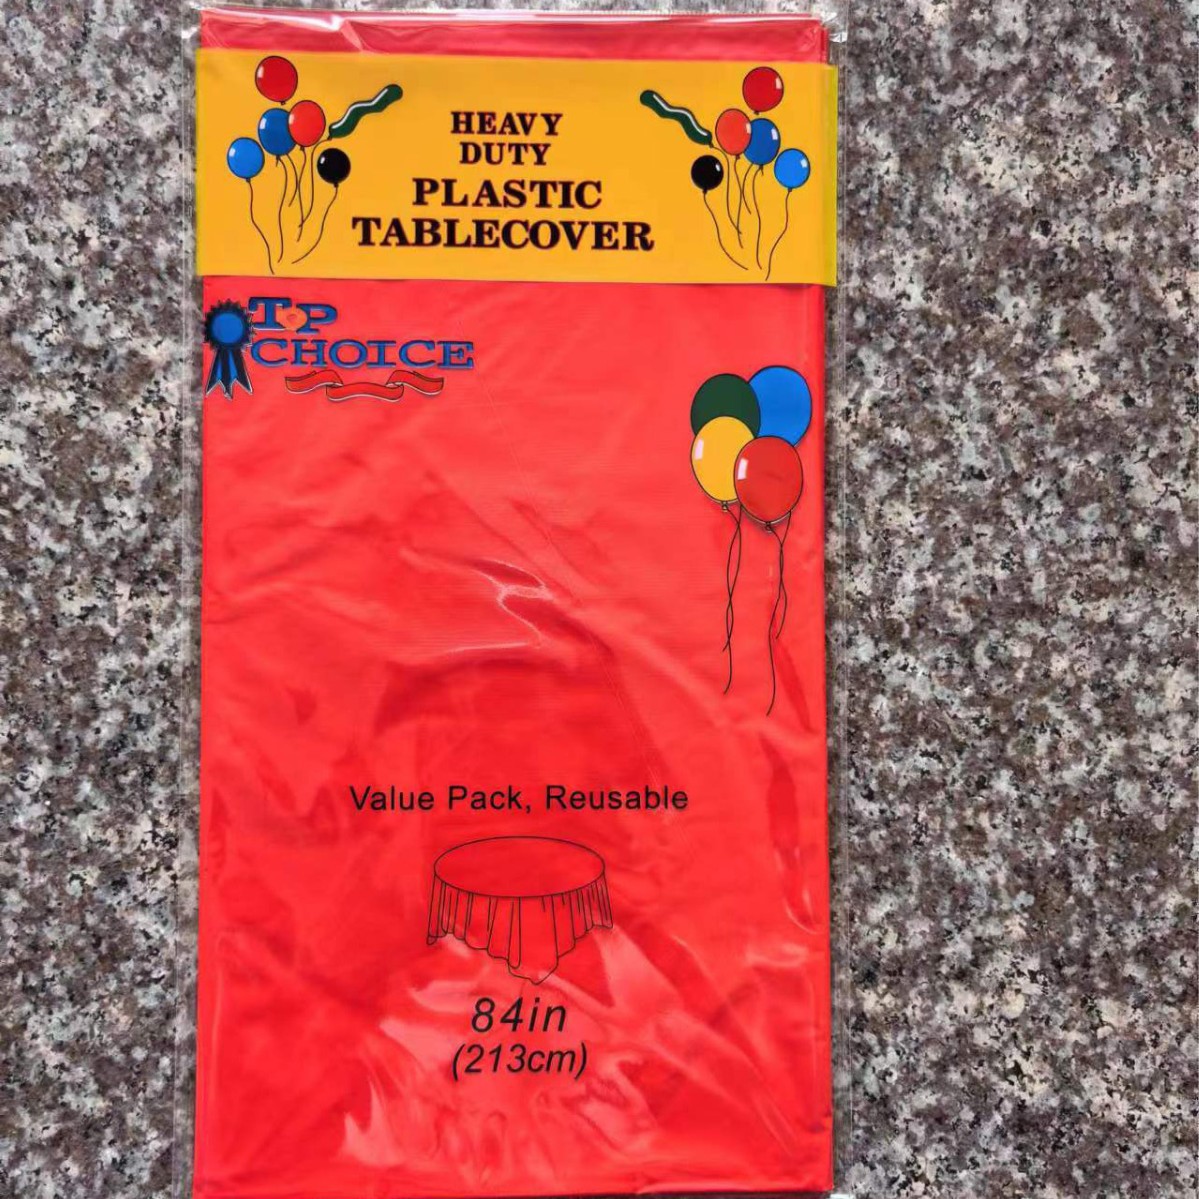 HEAVY
DUTY
PLASTIC
TABLECOVER
TOP
CHOICE
Value Pack, Reusable
84in
(213cm)